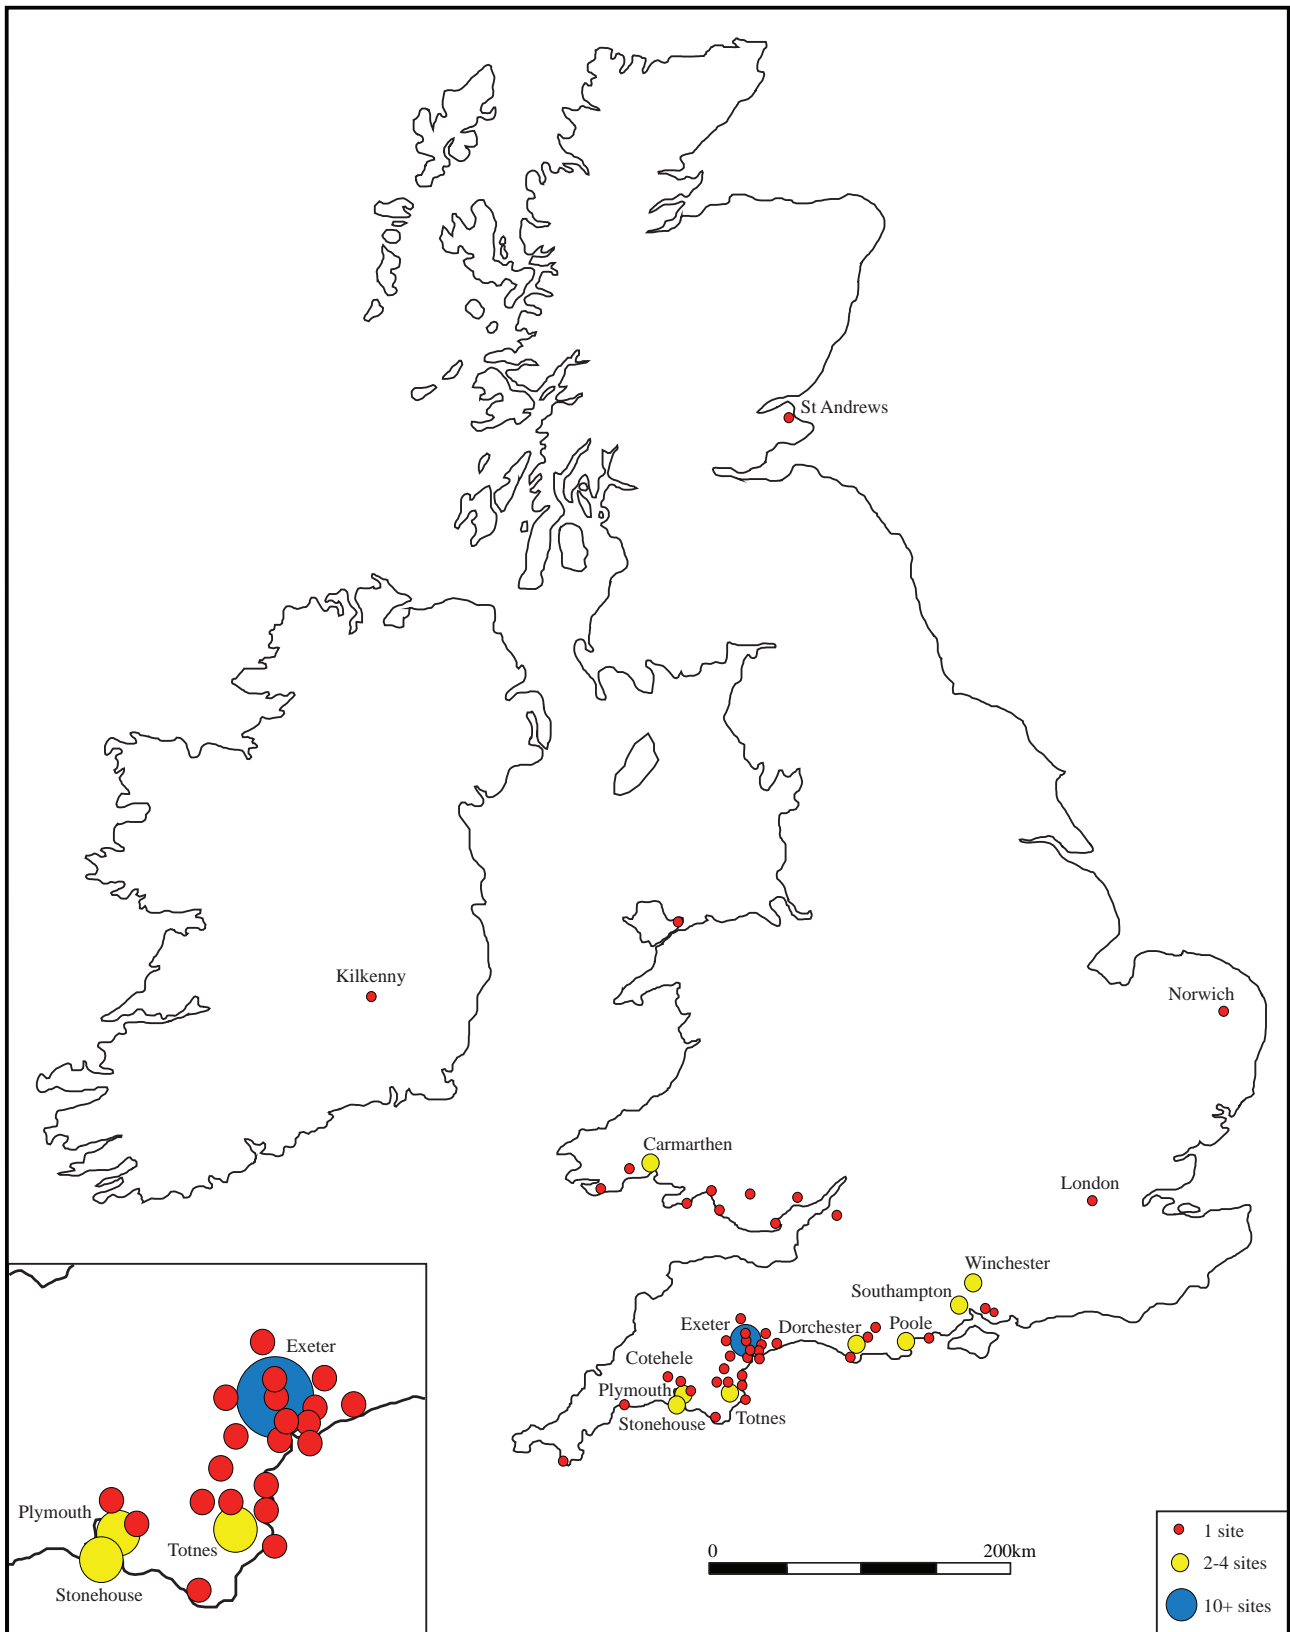 St Andrews
Kilkenny
Norwich
Carmarthen
London
Winchester
Southampton
Exeter
Dorchester
Poole
Cotehele
Plymouth
Stonehouse
Totnes
Exeter
Plymouth
Totnes
Stonehouse
0 200km
1 site
2-4 sites
10+ sites